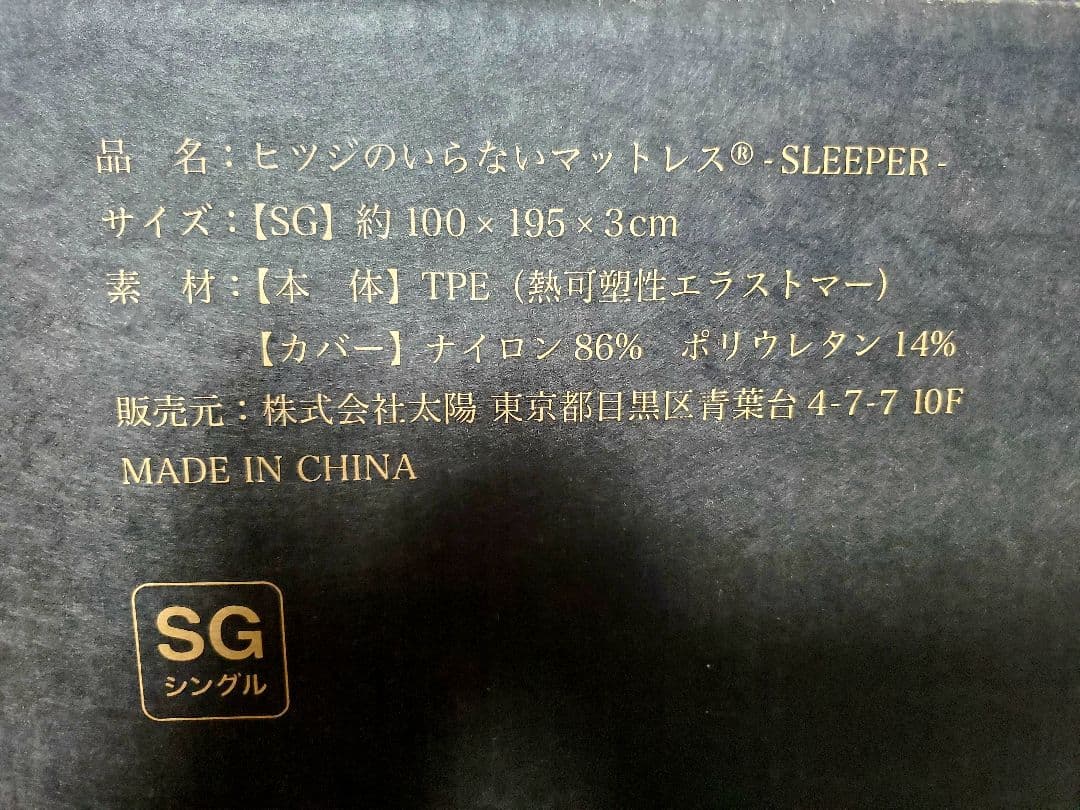 品　名：ヒツジのいらないマットレス® - SLEEPER -
サイズ：【SG】約 100 × 195 × 3cm
素　材：【本　体】TPE（熱可塑性エラストマー）
【カバー】ナイロン 86%　ポリウレタン 14%
販売元：株式会社太陽 東京都目黒区青葉台 4-7-7 10F
MADE IN CHINA
SG
シングル